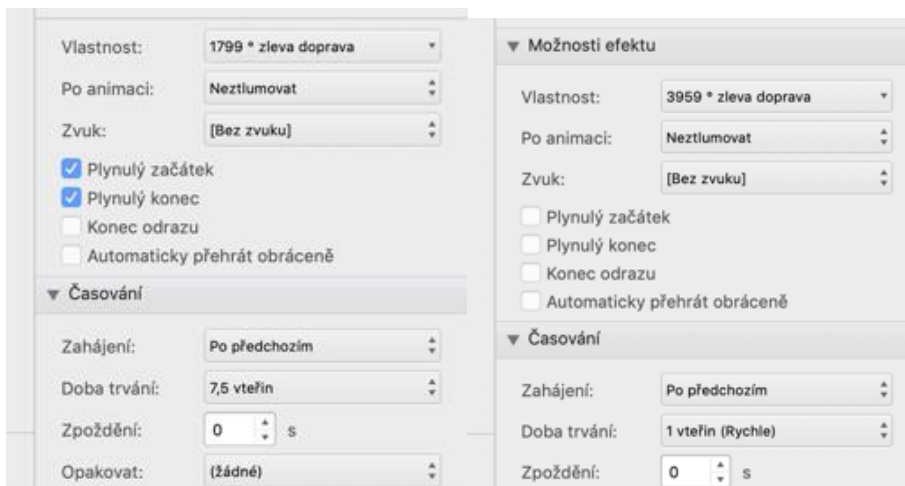 Vlastnost: 1799 ° zleva doprava
Po animaci: Neztlumovat
Zvuk: [Bez zvuku]
Plynulý začátek
Plynulý konec
Konec odrazu
Automaticky přehrát obráceně
Časování
Zahájení: Po předchozím
Doba trvání: 7,5 vteřin
Zpoždění: 0 s
Opakovat: (žádné)
Možnosti efektu
Vlastnost: 3959 ° zleva doprava
Po animaci: Neztlumovat
Zvuk: [Bez zvuku]
Plynulý začátek
Plynulý konec
Konec odrazu
Automaticky přehrát obráceně
Časování
Zahájení: Po předchozím
Doba trvání: 1 vteřin (Rychle)
Zpoždění: 0 s